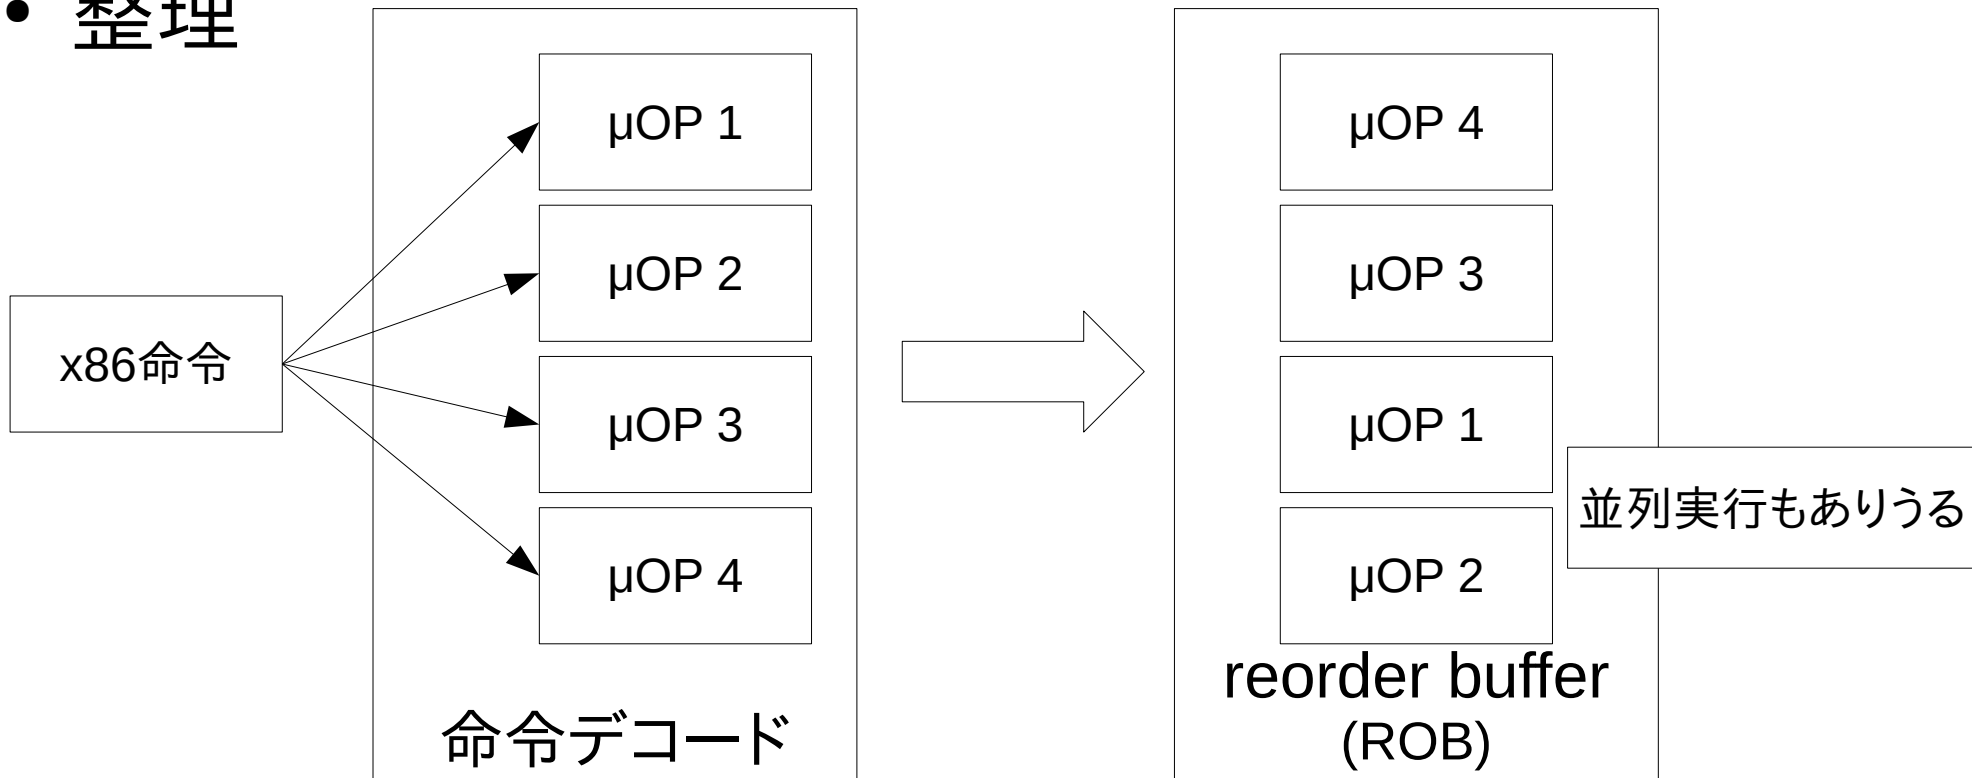 • 整理
x86命令
μOP 1
μOP 2
μOP 3
μOP 4
命令デコード
μOP 4
μOP 3
μOP 1
μOP 2
reorder buffer
(ROB)
並列実行もありうる